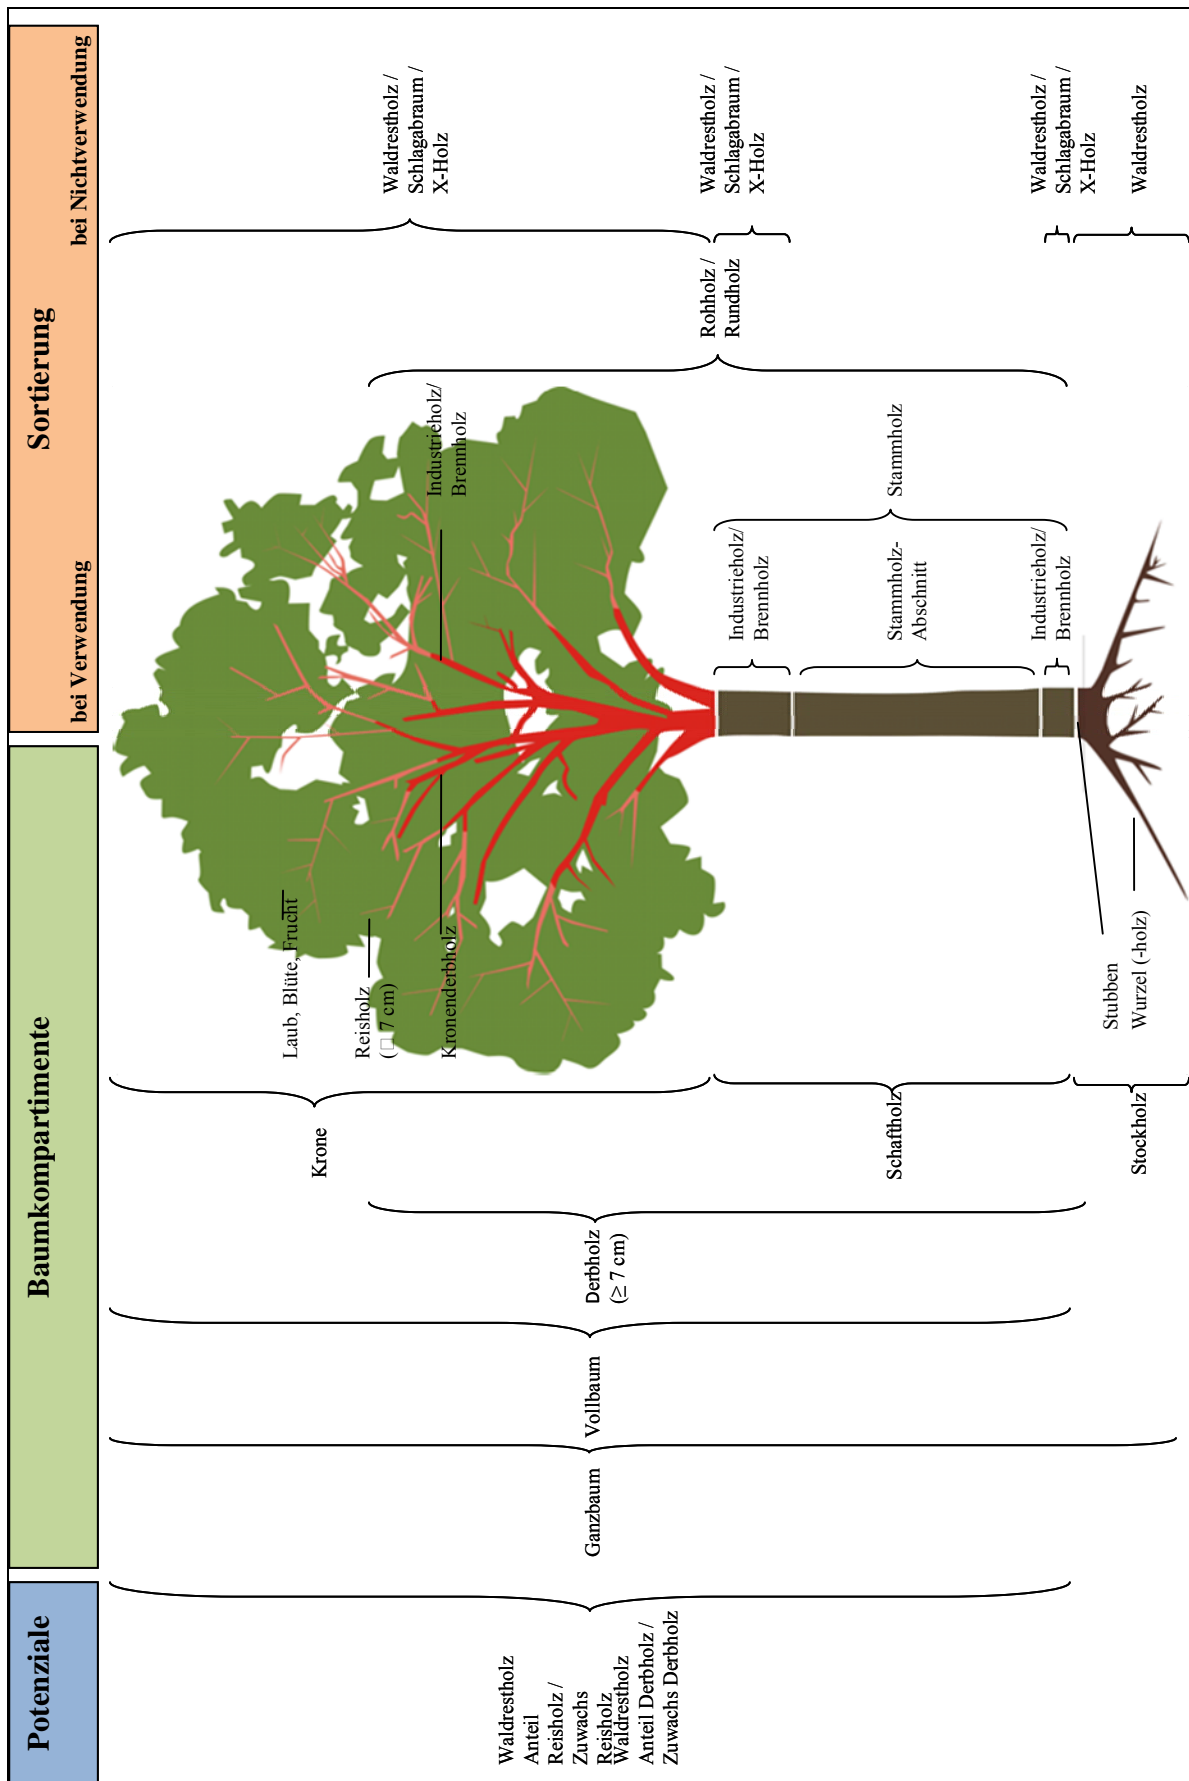 Potenziale
Baumkompartimente
Sortierung
bei Verwendung
bei Nichtverwendung
Waldrestholz
Anteil
Reisholz /
Zuwachs
Reisholz
Waldrestholz
Anteil Derbholz /
Zuwachs Derbholz
Ganzbaum
Vollbaum
Derbholz
(≥ 7 cm)
Krone
Schaftholz
Stockholz
Laub, Blüte, Frucht
Reisholz
(□ 7 cm)
Kronenderbholz
Stubben
Wurzel (-holz)
Industrieholz/
Brennholz
Industrieholz/
Brennholz
Stammholz-
Abschnitt
Industrieholz/
Brennholz
Stammholz
Rohholz /
Rundholz
Waldrestholz /
Schlagabraum /
X-Holz
Waldrestholz /
Schlagabraum /
X-Holz
Waldrestholz /
Schlagabraum /
X-Holz
Waldrestholz